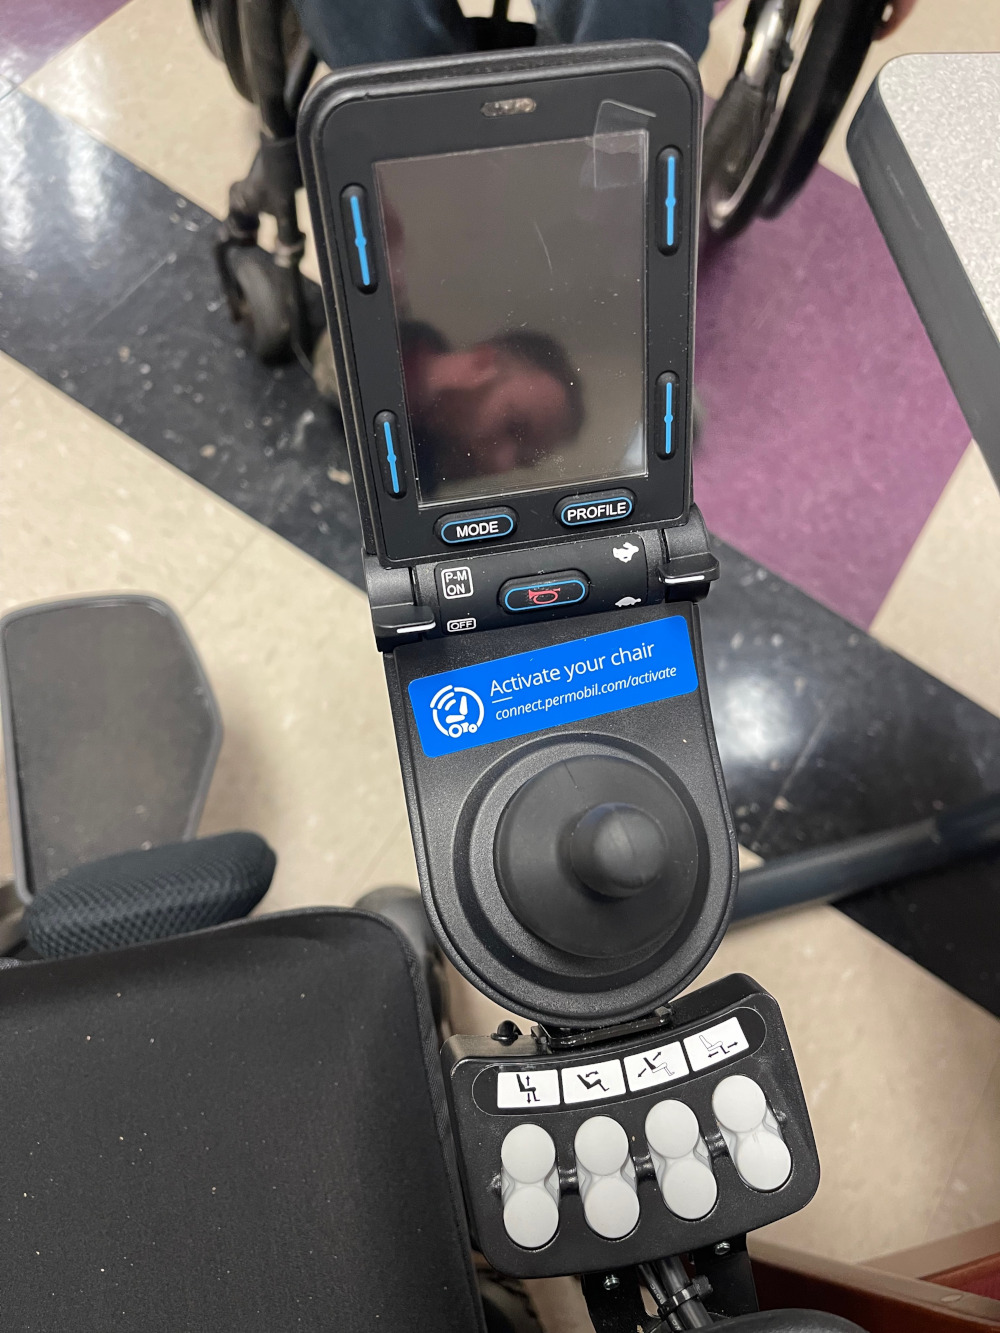 MODE
PROFILE
P-M
ON
OFF
Activate your chair
connect.permobil.com/activate